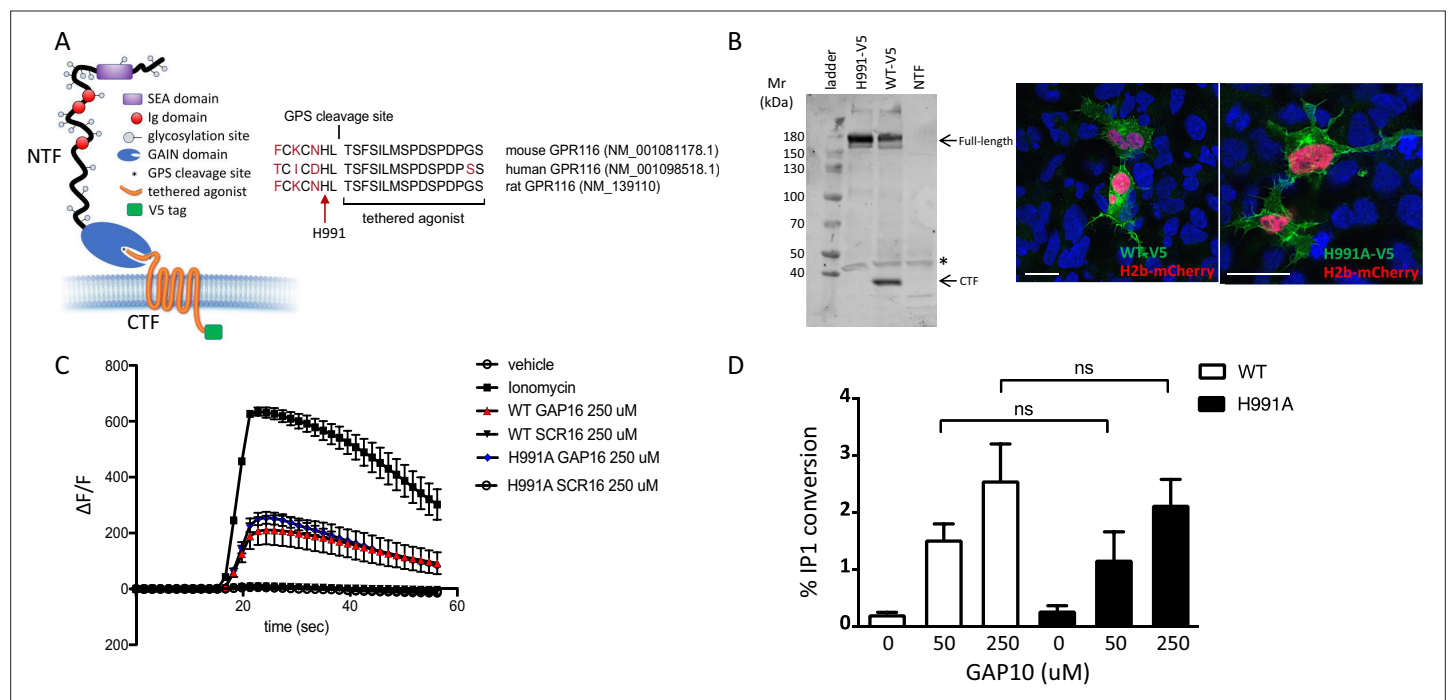 A
SEA domain
Ig domain
glycosylation site
GAIN domain
* GPS cleavage site
tethered agonist
V5 tag
NTF
CTF
GPS cleavage site
FCKCNHL TSFSILMSPDSPDPGS mouse GPR116 (NM_001081178.1)
TCICDHL TSFSILMSPDSPDPSS human GPR116 (NM_001098518.1)
FCKCNHL TSFSILMSPDSPDPGS rat GPR116 (NM_139110)
tethered agonist
H991
B
Mr
(kDa)
ladder
H991-V5
WT-V5
NTF
180
150
130
100
70
50
40
Full-length
*
CTF
WT-V5
H2b-mCherry
H991A-V5
H2b-mCherry
C
800
600
400
200
0
200
ΔF/F
20
40
60
time (sec)
vehicle
Ionomycin
WT GAP16 250 uM
WT SCR16 250 uM
H991A GAP16 250 uM
H991A SCR16 250 uM
D
ns
ns
WT
H991A
4
3
2
1
0
% IP1 conversion
0 50 250 0 50 250
GAP10 (uM)